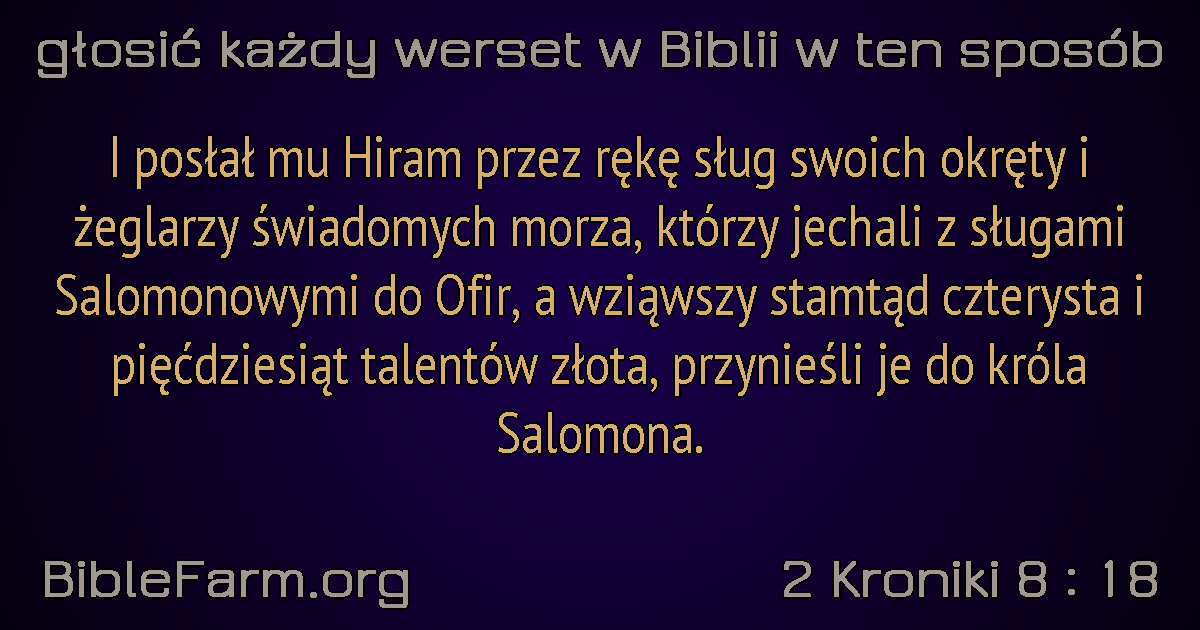 głosić każdy werset w Biblii w ten sposób
I posłał mu Hiram przez rękę sług swoich okręty i
żeglarzy świadomych morza, którzy jechali z sługami
Salomonowymi do Ofir, a wziąwszy stamtąd czterysta i
pięćdziesiąt talentów złota, przynieśli je do króla
Salomona.
BibleFarm.org
2 Kroniki 8 : 18